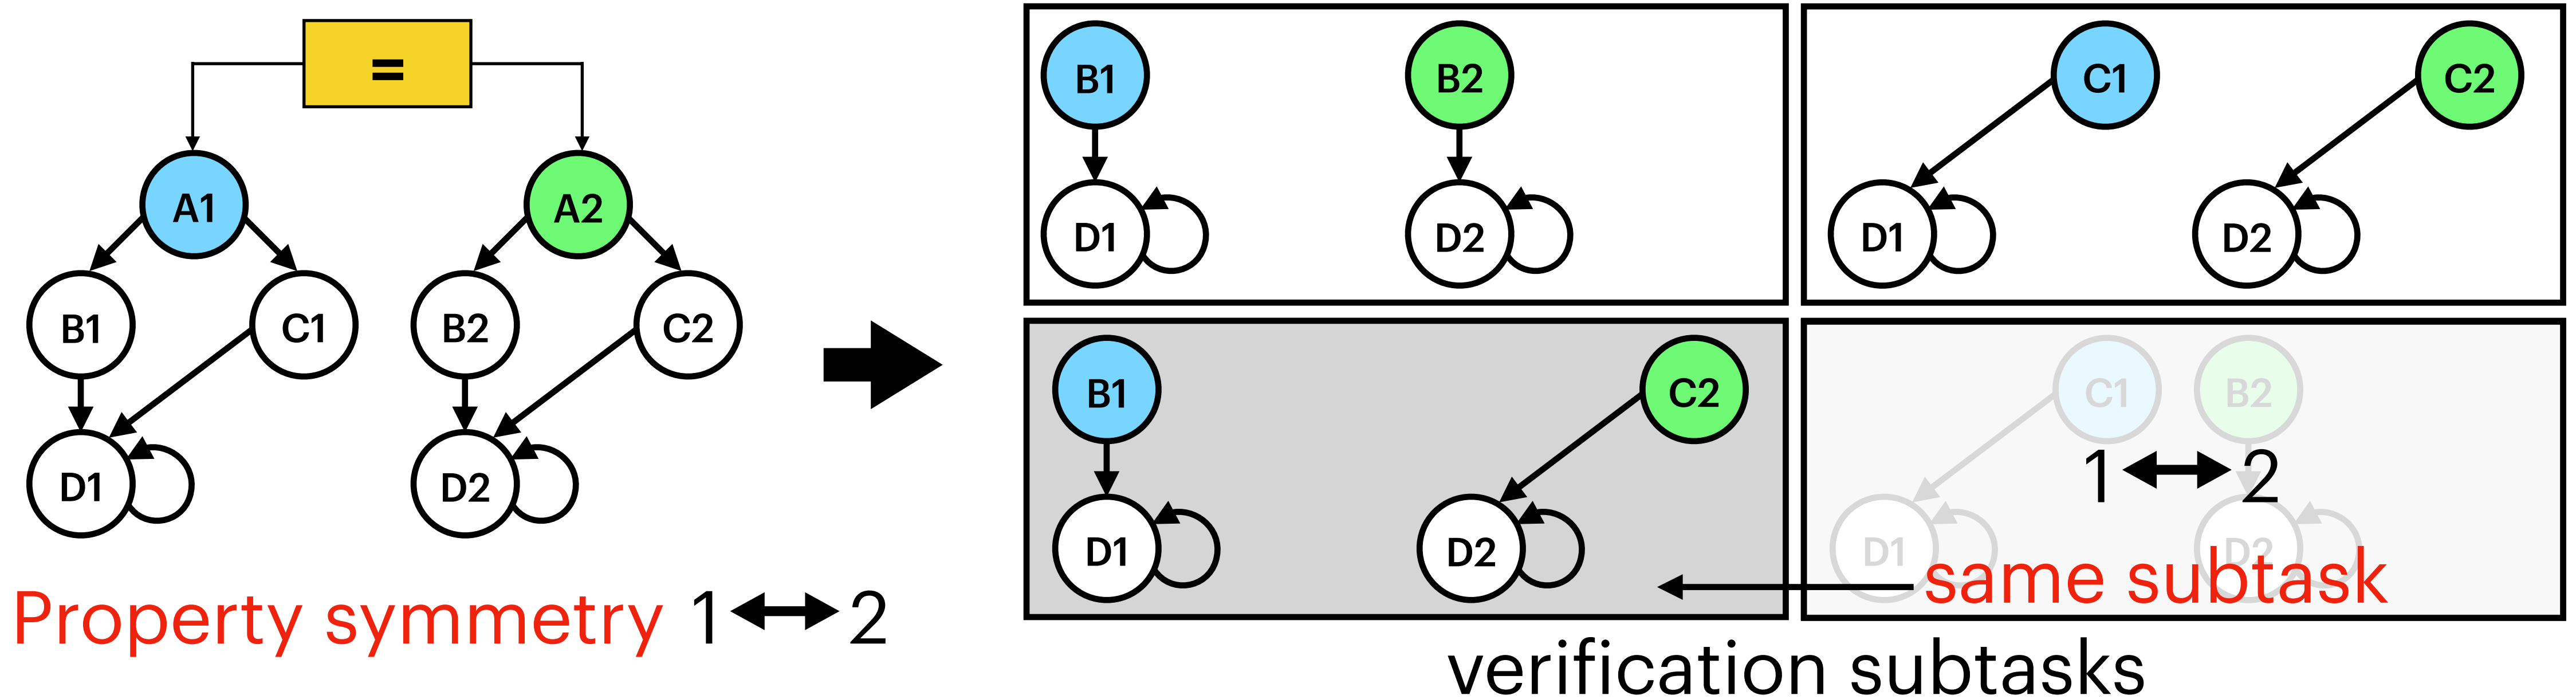 =
A1
A2
B1
C1
B2
C2
D1
D2
Property symmetry 1 2
B1
B2
D1
D2
C1
C2
D1
D2
B1
C2
D1
D2
C1
B2
1 2
D1
D2
same subtask
verification subtasks